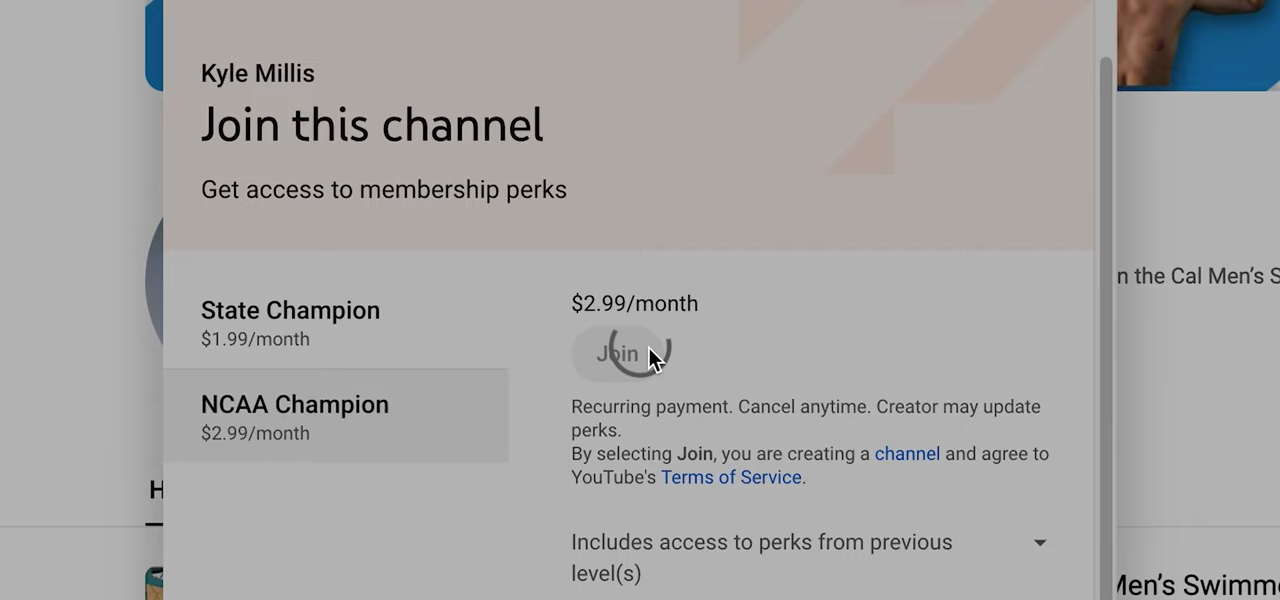 Kyle Millis
Join this channel
Get access to membership perks
State Champion
$1.99/month
NCAA Champion
$2.99/month
$2.99/month
Join
Recurring payment. Cancel anytime. Creator may update
perks.
By selecting Join, you are creating a channel and agree to
YouTube's Terms of Service.
Includes access to perks from previous
level(s)
n the Cal Men's S
H
Men's Swimme